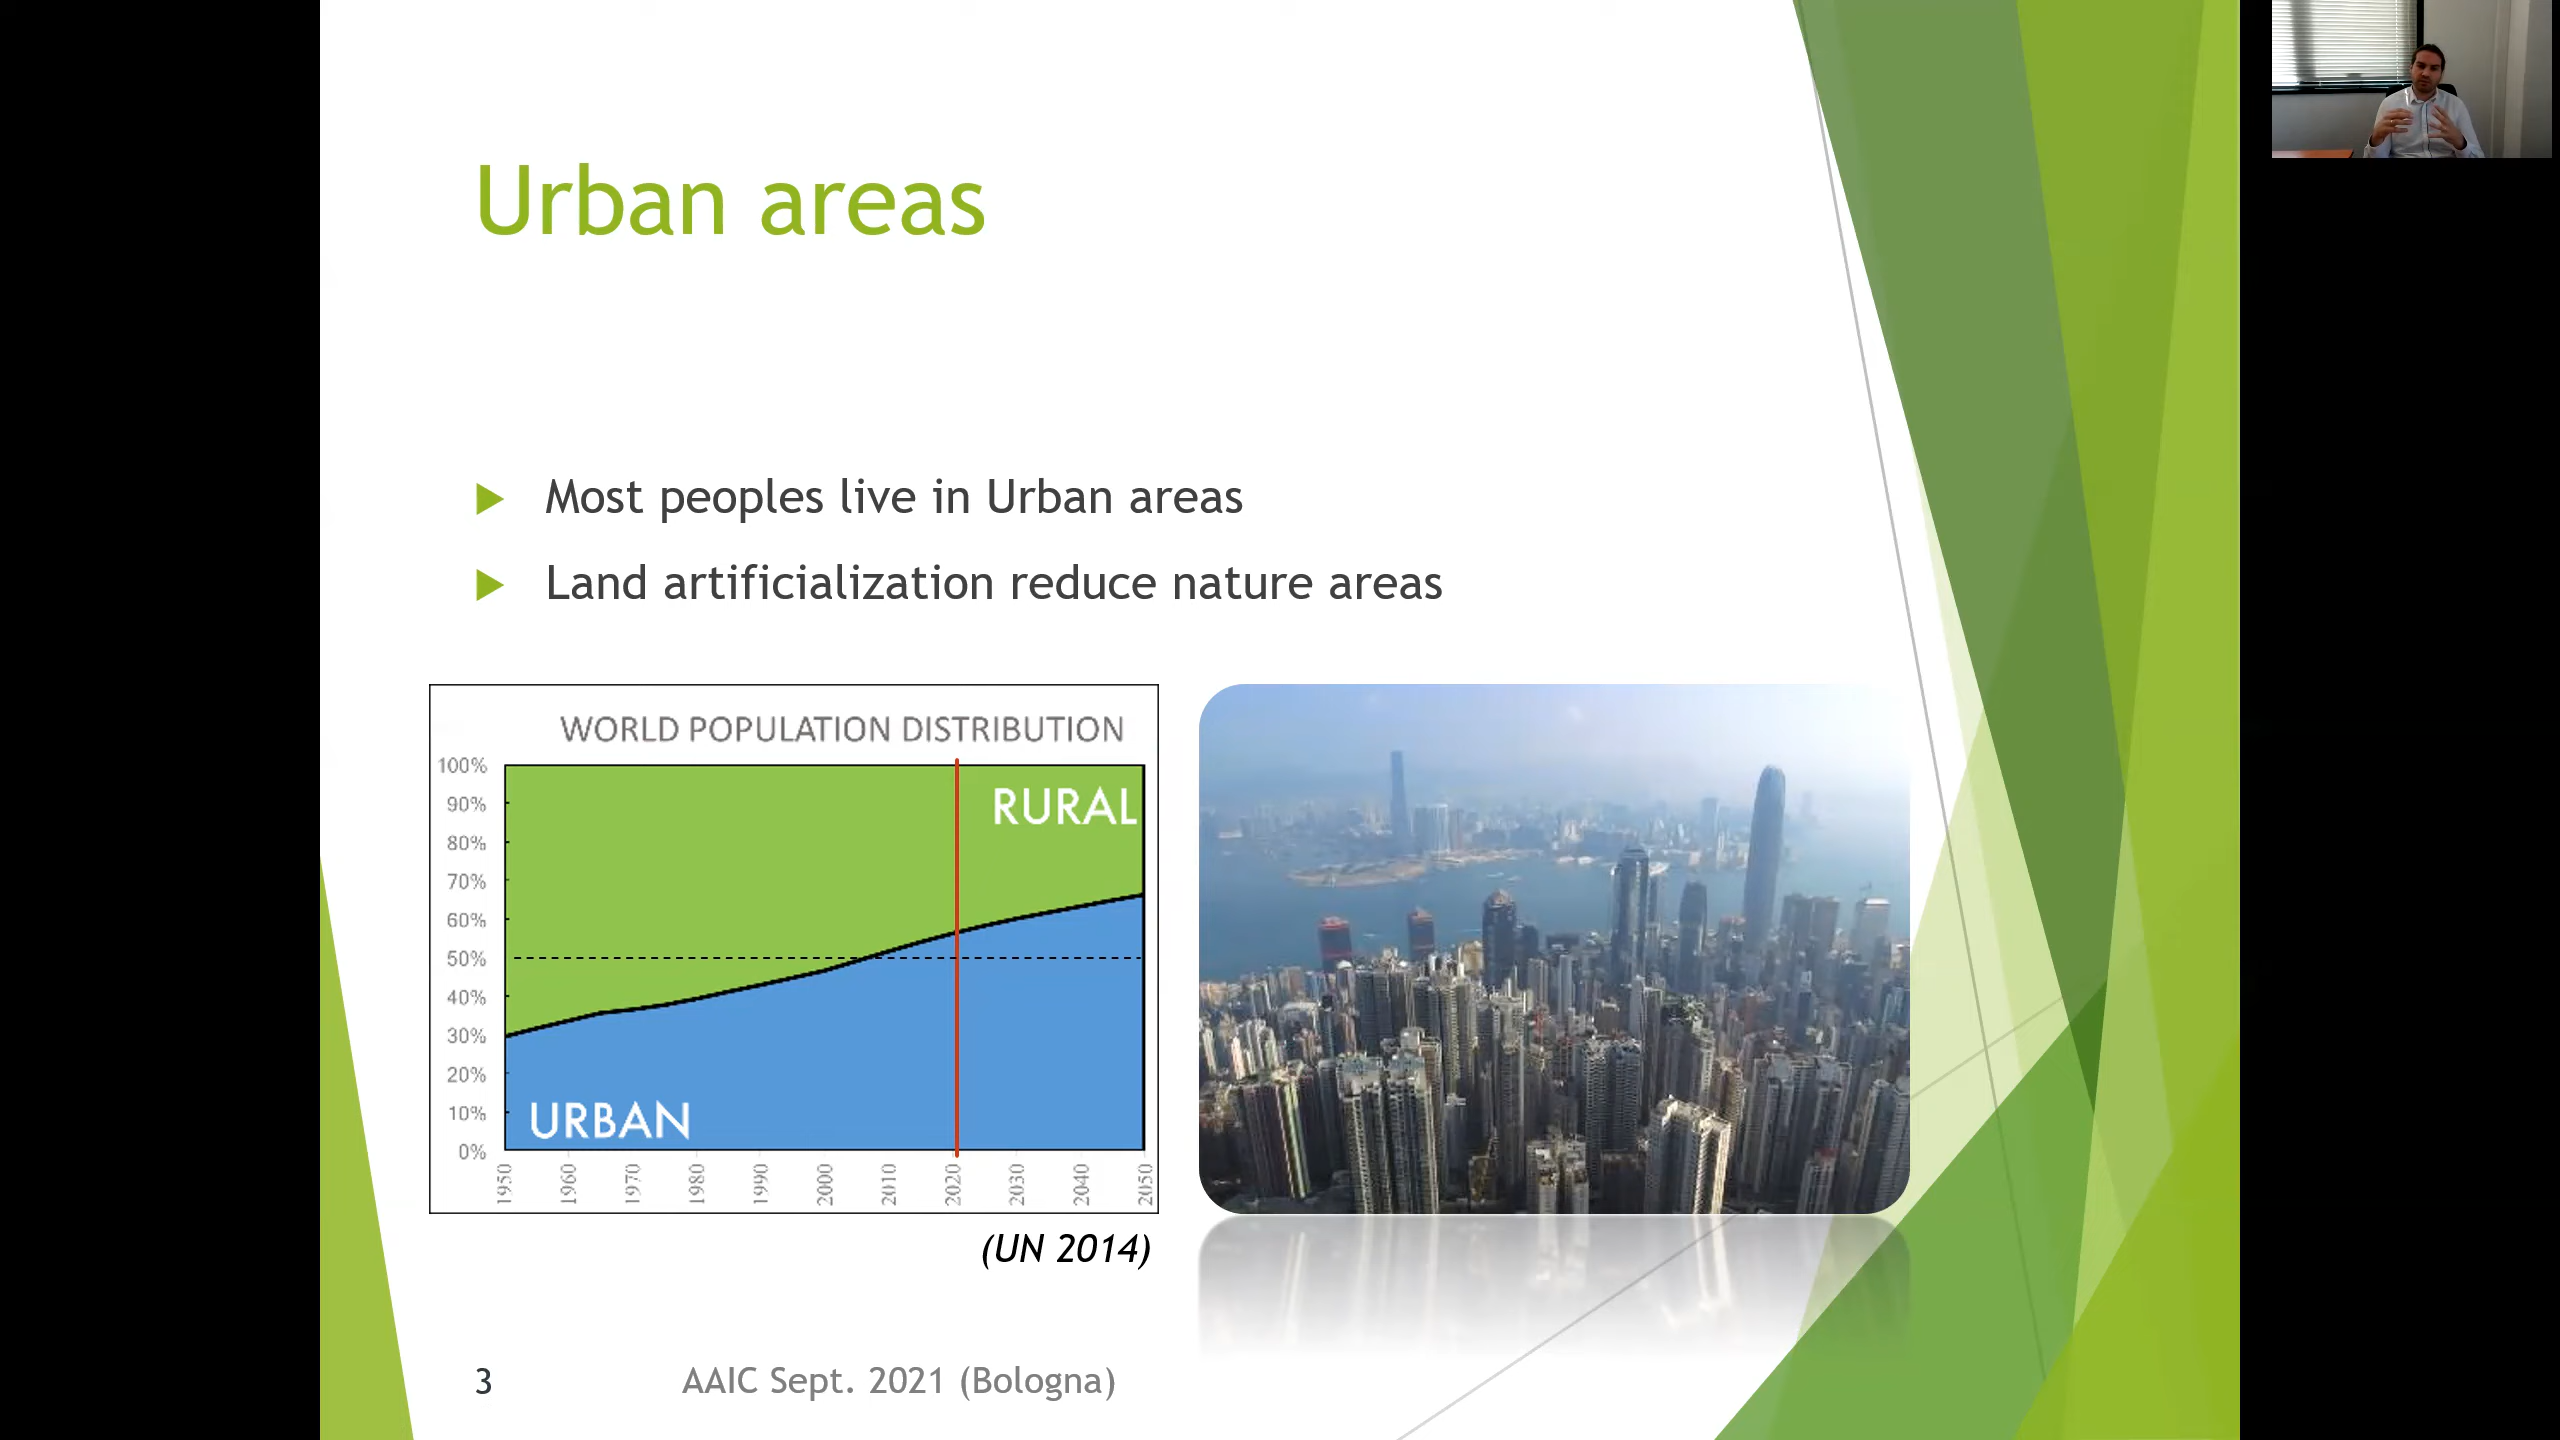 Urban areas
Most peoples live in Urban areas
Land artificialization reduce nature areas
WORLD POPULATION DISTRIBUTION
100%
90%
80%
70%
60%
50%
40%
30%
20%
10%
0%
RURAL
URBAN
1950
1960
1970
1980
1990
2000
2010
2020
2030
2040
2050
(UN 2014)
3
AAIC Sept. 2021 (Bologna)